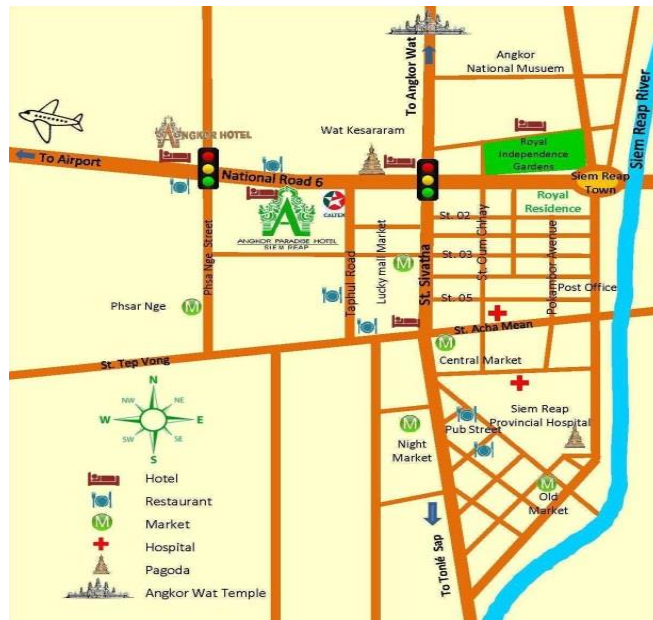 To Angkor Wat
Angkor
National Musuem
Siem Reap River
ANGKOR HOTEL
Wat Kesararam
Royal
Independence
Gardens
To Airport
National Road 6
Siem Reap
Town
CALTEX
ANGKOR PARADISE HOTEL
SIEM REAP
Royal
Residence
St. 02
St. 03
St. 05
St. Oum Chhay
Pokambor Avenue
Post Office
Phsa Nge Street
Taphul Road
Lucky mall Market
M
St. Sivatha
Phsar Nge
M
St. Acha Mean
M
Central Market
St. Tep Vong
N
NW
NE
W
E
SW
SE
S
Siem Reap
Provincial Hospital
M
Pub Street
Night
Market
M
Old
Market
To Tonlé Sap
Hotel
Restaurant
M
Market
Hospital
Pagoda
Angkor Wat Temple